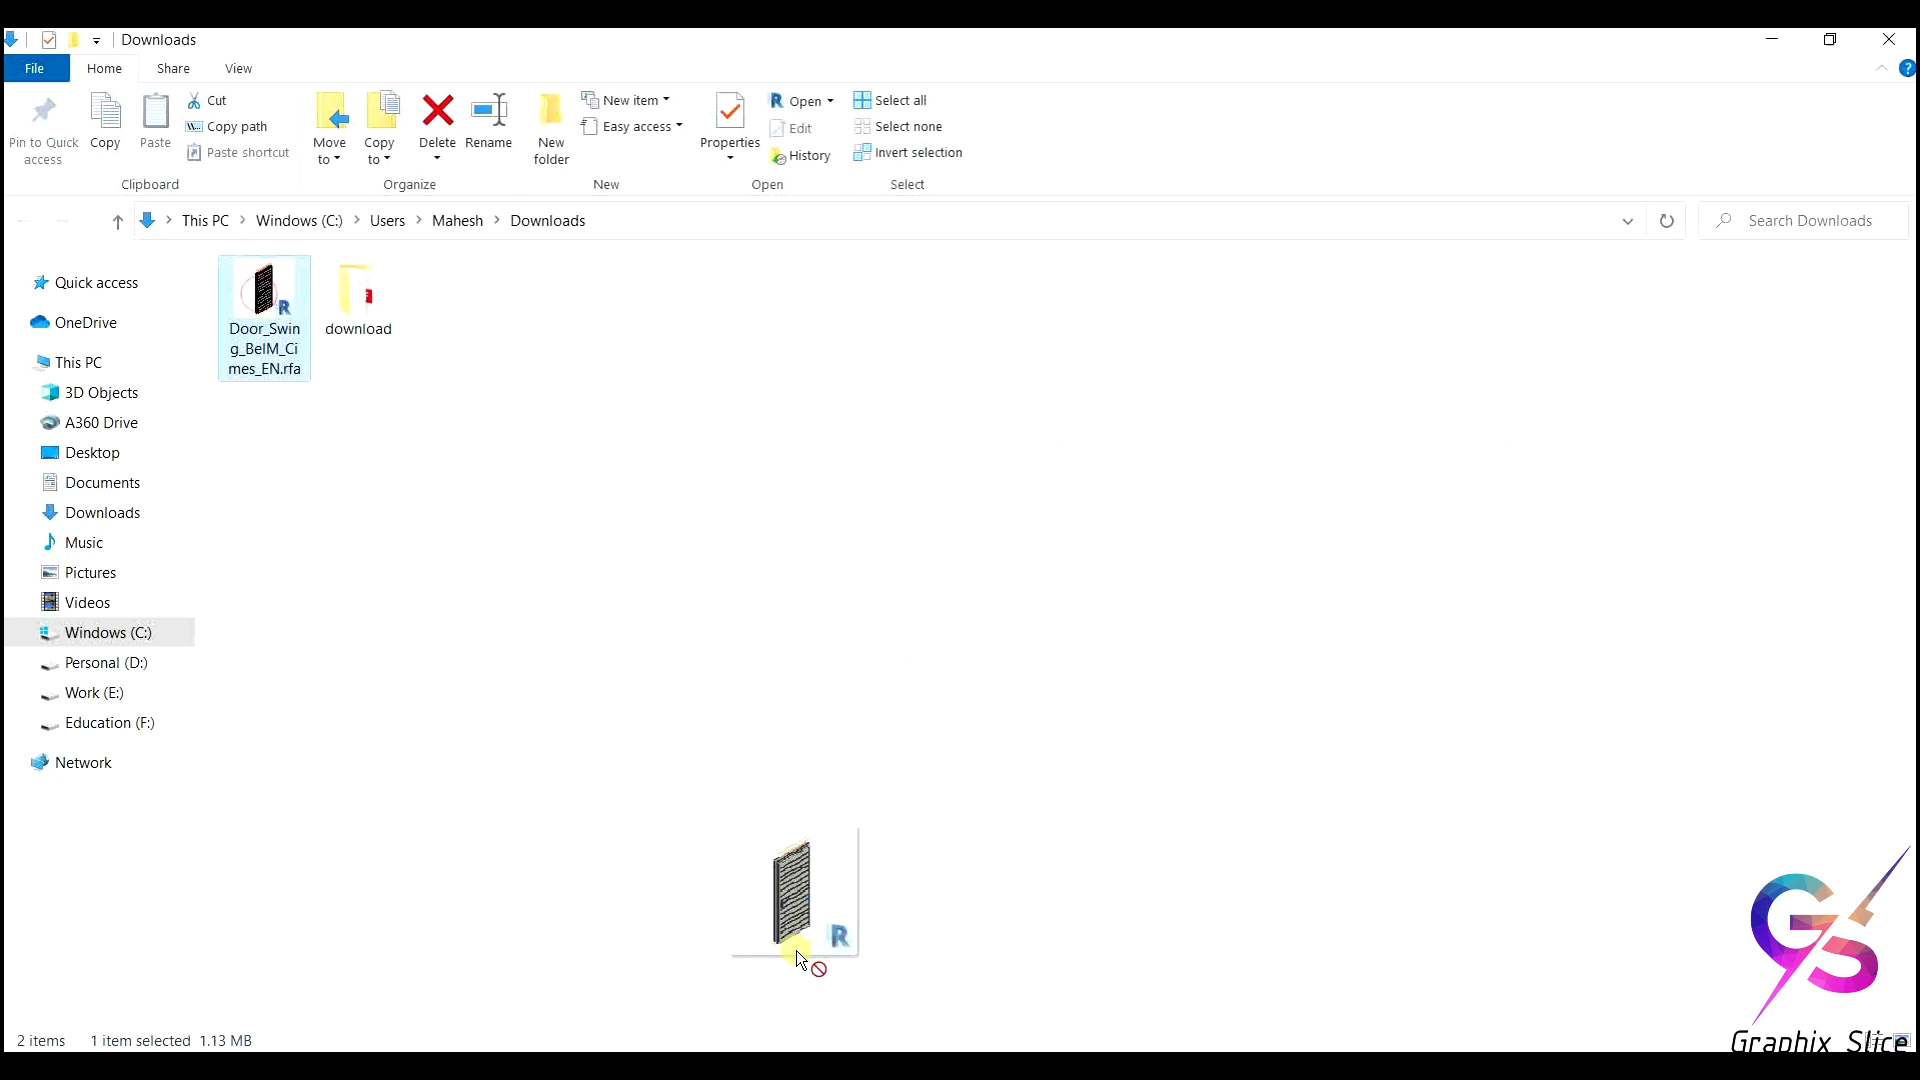 Downloads
File Home Share View
Pin to Quick access
Copy
Paste
Cut
Copy path
Paste shortcut
Clipboard
Move to
Copy to
Delete
Rename
Organize
New folder
New item
Easy access
New
Properties
Open
Edit
History
Open
Select all
Select none
Invert selection
Select
This PC > Windows (C:) > Users > Mahesh > Downloads
Search Downloads
Quick access
OneDrive
This PC
3D Objects
A360 Drive
Desktop
Documents
Downloads
Music
Pictures
Videos
Windows (C:)
Personal (D:)
Work (E:)
Education (F:)
Network
Door_Swin
g_BeIM_Ci
mes_EN.rfa
download
R
GS
Graphix Slice
2 items 1 item selected 1.13 MB